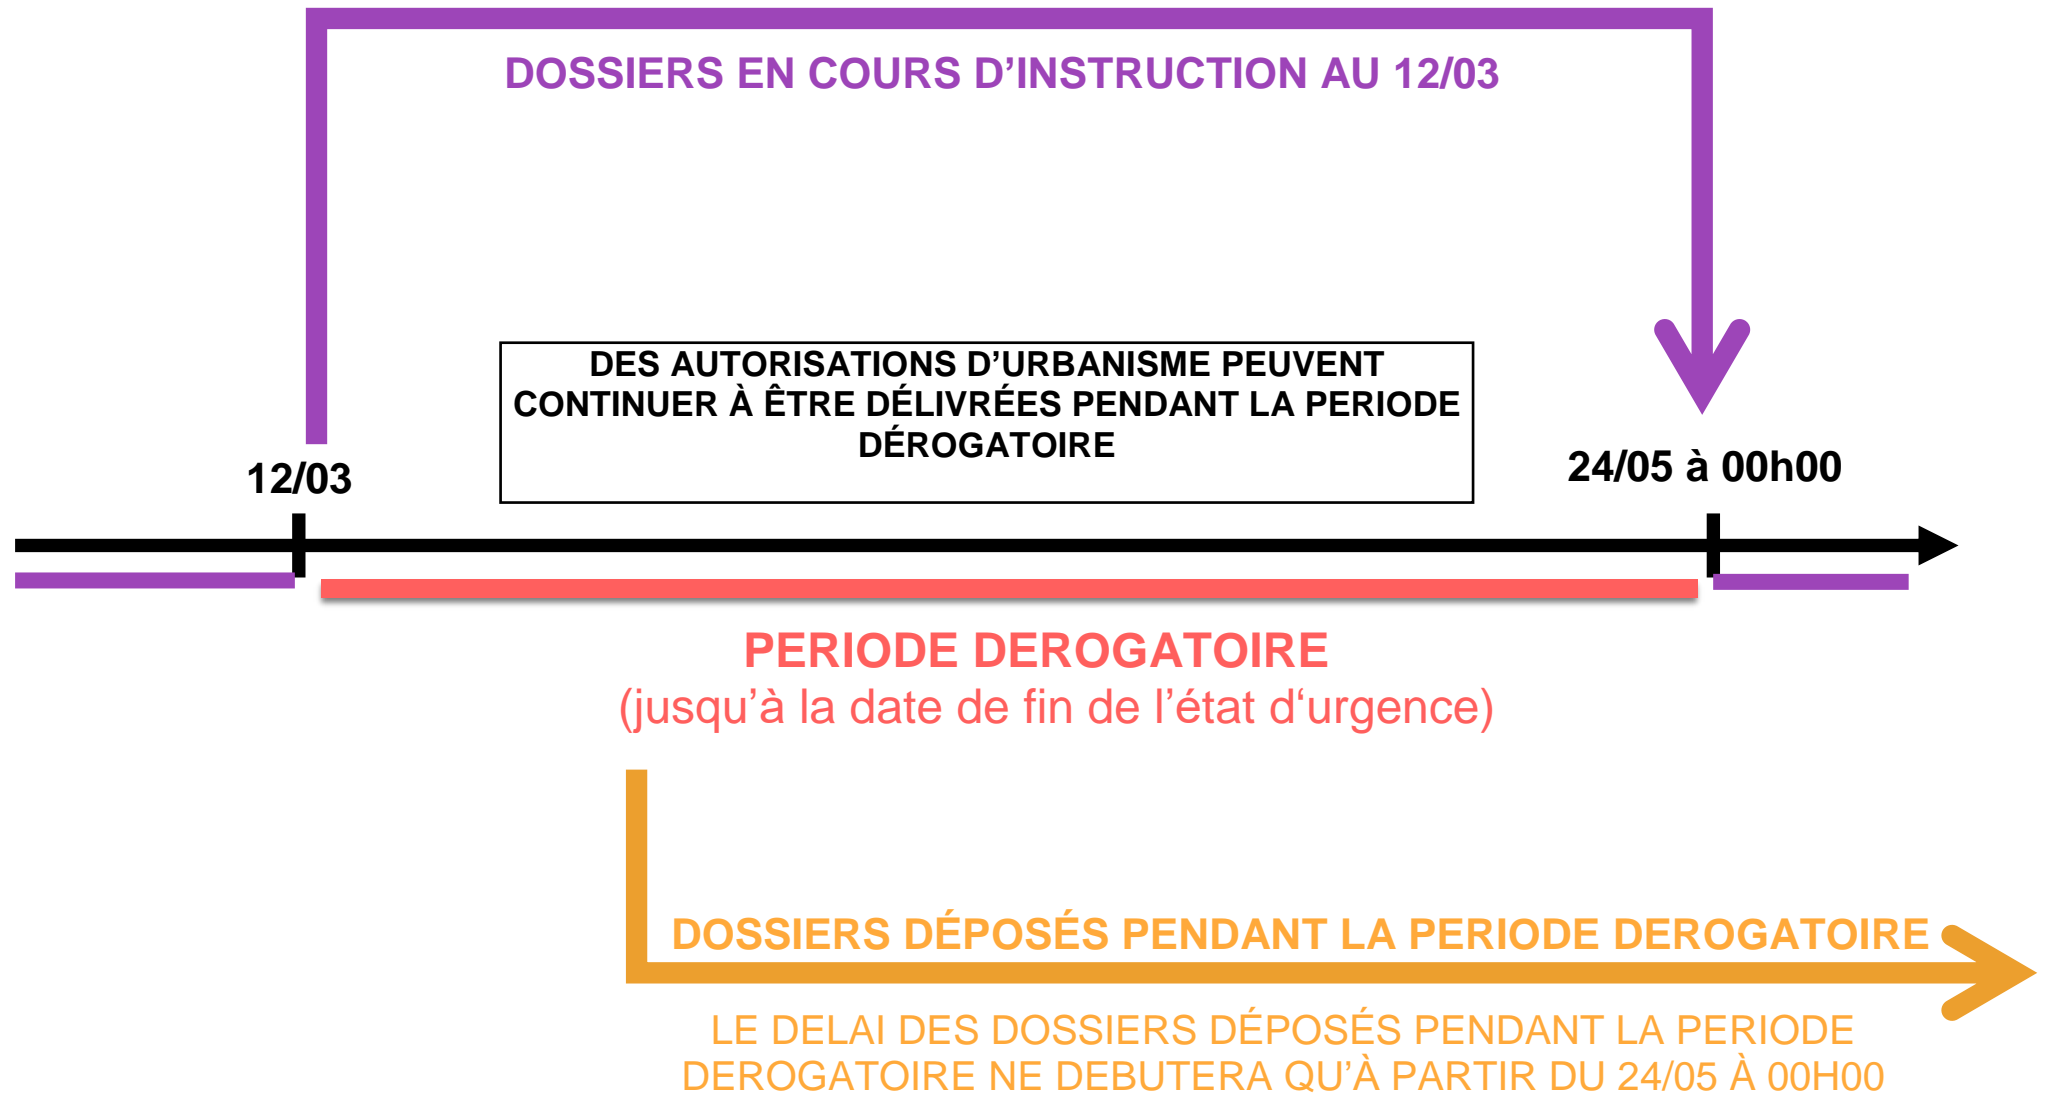 DOSSIERS EN COURS D’INSTRUCTION AU 12/03
DES AUTORISATIONS D’URBANISME PEUVENT
CONTINUER À ÊTRE DÉLIVRÉES PENDANT LA PERIODE
DÉROGATOIRE
12/03
24/05 à 00h00
PERIODE DEROGATOIRE
(jusqu’à la date de fin de l’état d‘urgence)
DOSSIERS DÉPOSÉS PENDANT LA PERIODE DEROGATOIRE
LE DELAI DES DOSSIERS DÉPOSÉS PENDANT LA PERIODE
DEROGATOIRE NE DEBUTERA QU’À PARTIR DU 24/05 À 00H00